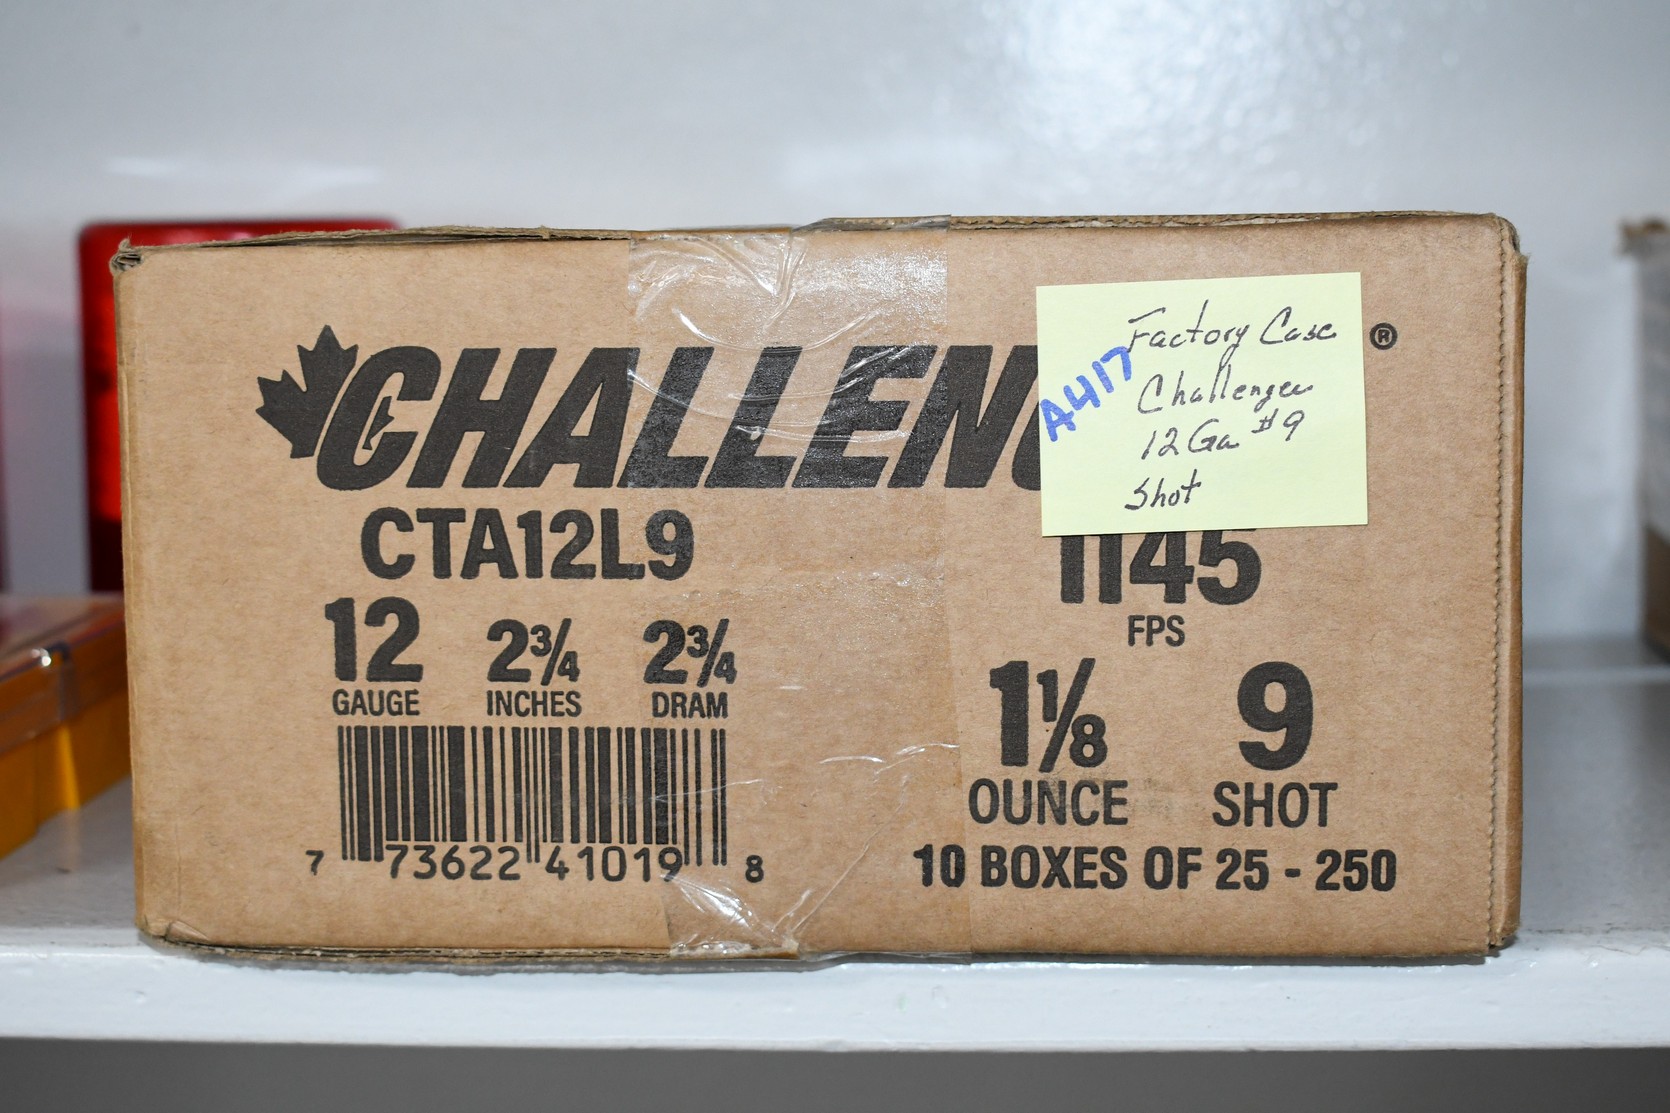 CHALLEN
®
CTA12L9
12 GAUGE
2¾ INCHES
2¾ DRAM
7 73622 41019 8
Factory Case
Challenger
12 Ga #9
Shot
A417
1145
FPS
1⅛ OUNCE
9 SHOT
10 BOXES OF 25 - 250